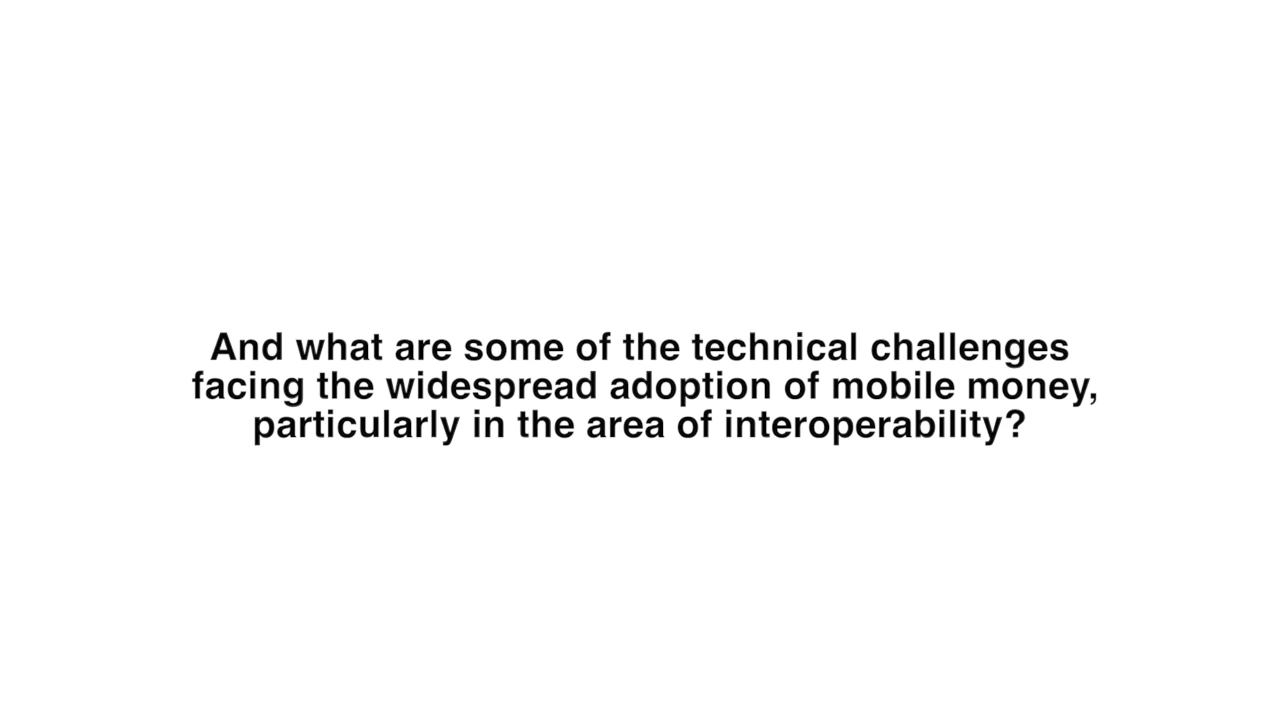 And what are some of the technical challenges
facing the widespread adoption of mobile money,
particularly in the area of interoperability?